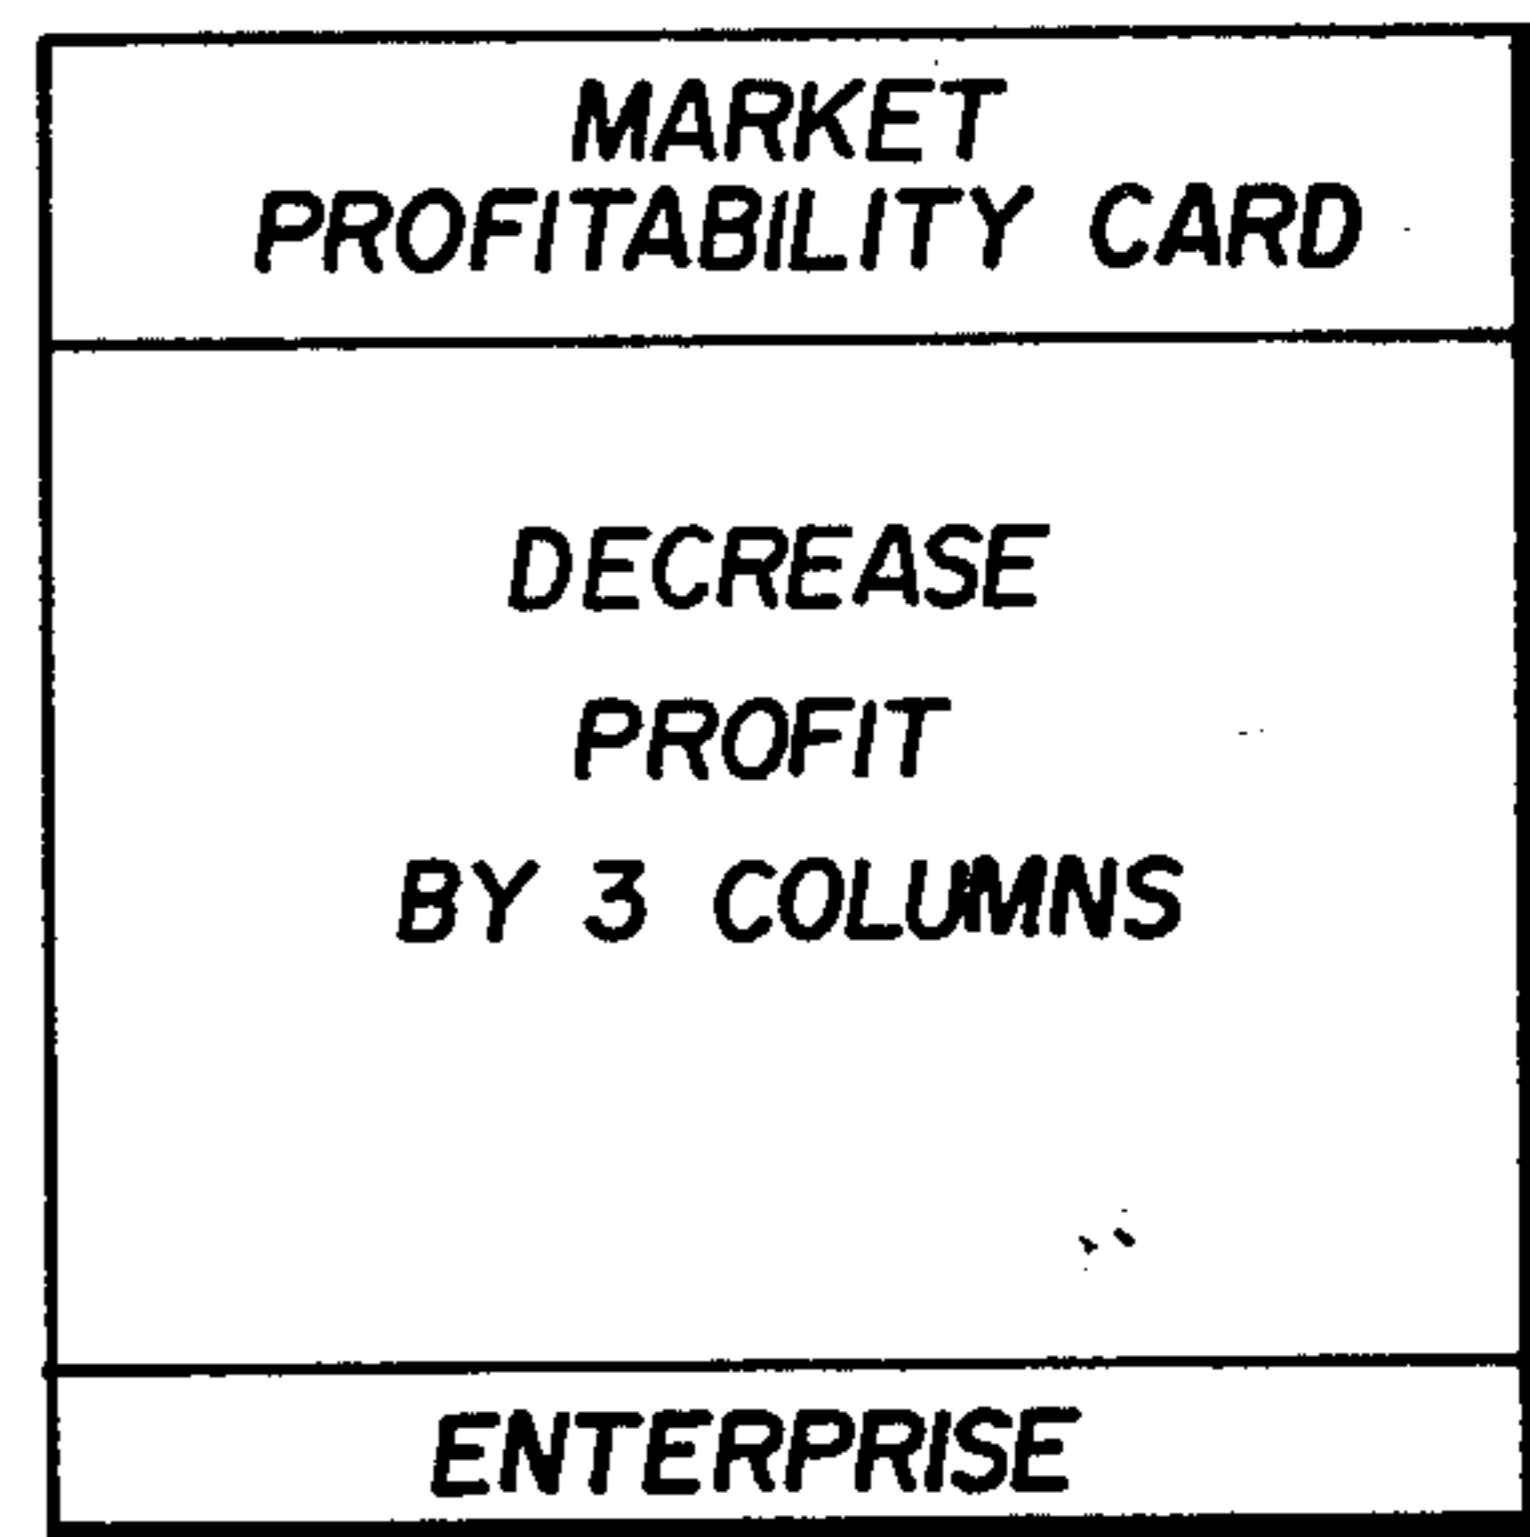 MARKET
PROFITABILITY CARD
DECREASE
PROFIT
BY 3 COLUMNS
ENTERPRISE